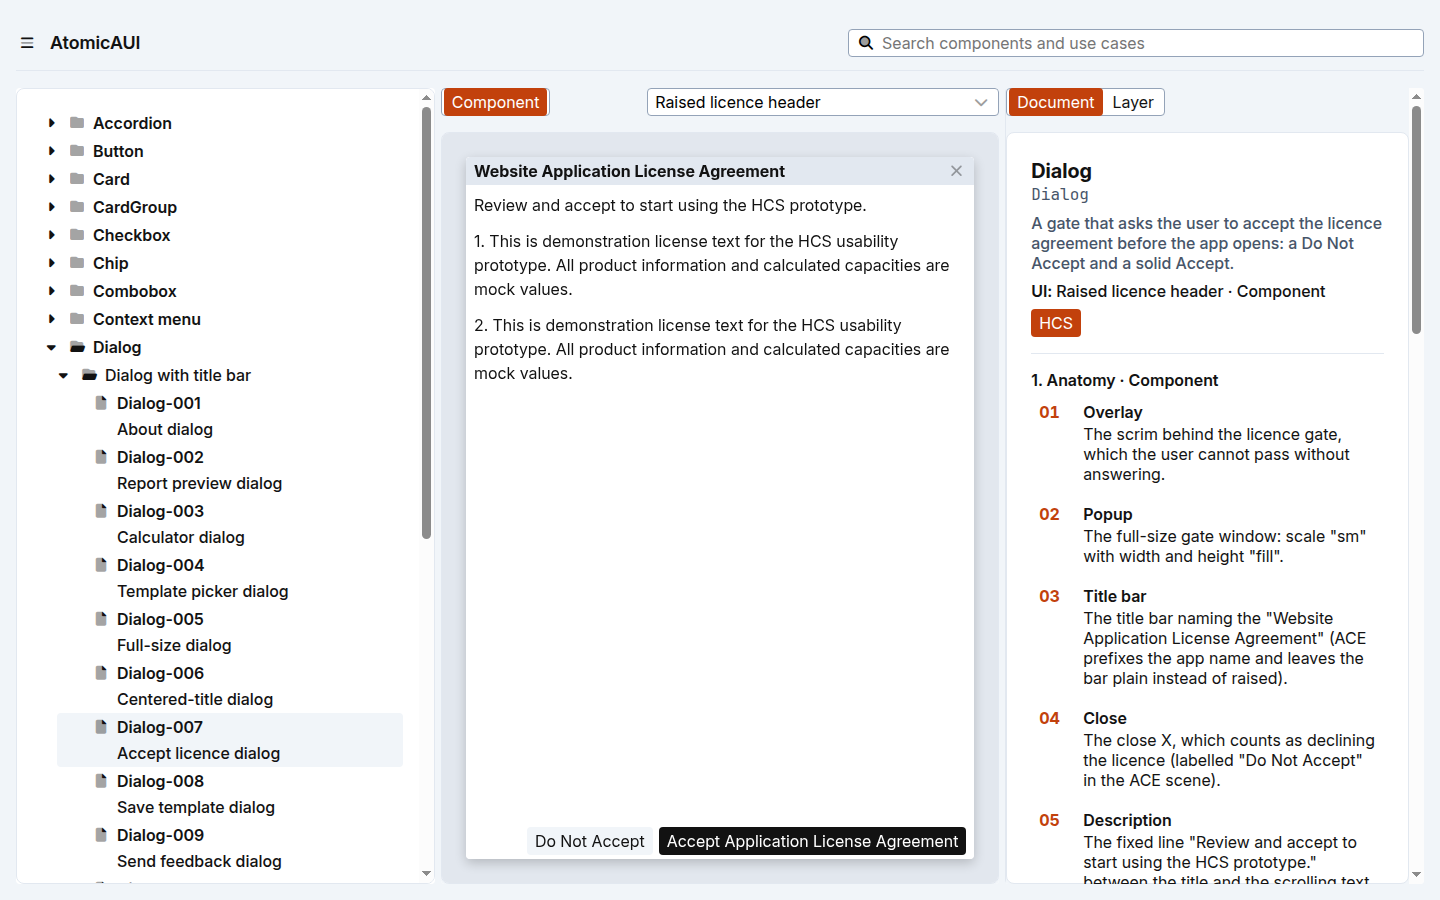 AtomicAUI
Search components and use cases
Accordion
Button
Card
CardGroup
Checkbox
Chip
Combobox
Context menu
Dialog
Dialog with title bar
Dialog-001
About dialog
Dialog-002
Report preview dialog
Dialog-003
Calculator dialog
Dialog-004
Template picker dialog
Dialog-005
Full-size dialog
Dialog-006
Centered-title dialog
Dialog-007
Accept licence dialog
Dialog-008
Save template dialog
Dialog-009
Send feedback dialog
Component
Raised licence header
Website Application License Agreement
Review and accept to start using the HCS prototype.
1. This is demonstration license text for the HCS usability
prototype. All product information and calculated capacities are
mock values.
2. This is demonstration license text for the HCS usability
prototype. All product information and calculated capacities are
mock values.
Do Not Accept
Accept Application License Agreement
Document
Layer
Dialog
Dialog
A gate that asks the user to accept the licence
agreement before the app opens: a Do Not
Accept and a solid Accept.
UI: Raised licence header · Component
HCS
1. Anatomy · Component
01
Overlay
The scrim behind the licence gate,
which the user cannot pass without
answering.
02
Popup
The full-size gate window: scale "sm"
with width and height "fill".
03
Title bar
The title bar naming the "Website
Application License Agreement" (ACE
prefixes the app name and leaves the
bar plain instead of raised).
04
Close
The close X, which counts as declining
the licence (labelled "Do Not Accept"
in the ACE scene).
05
Description
The fixed line "Review and accept to
start using the HCS prototype."
between the title and the scrolling text